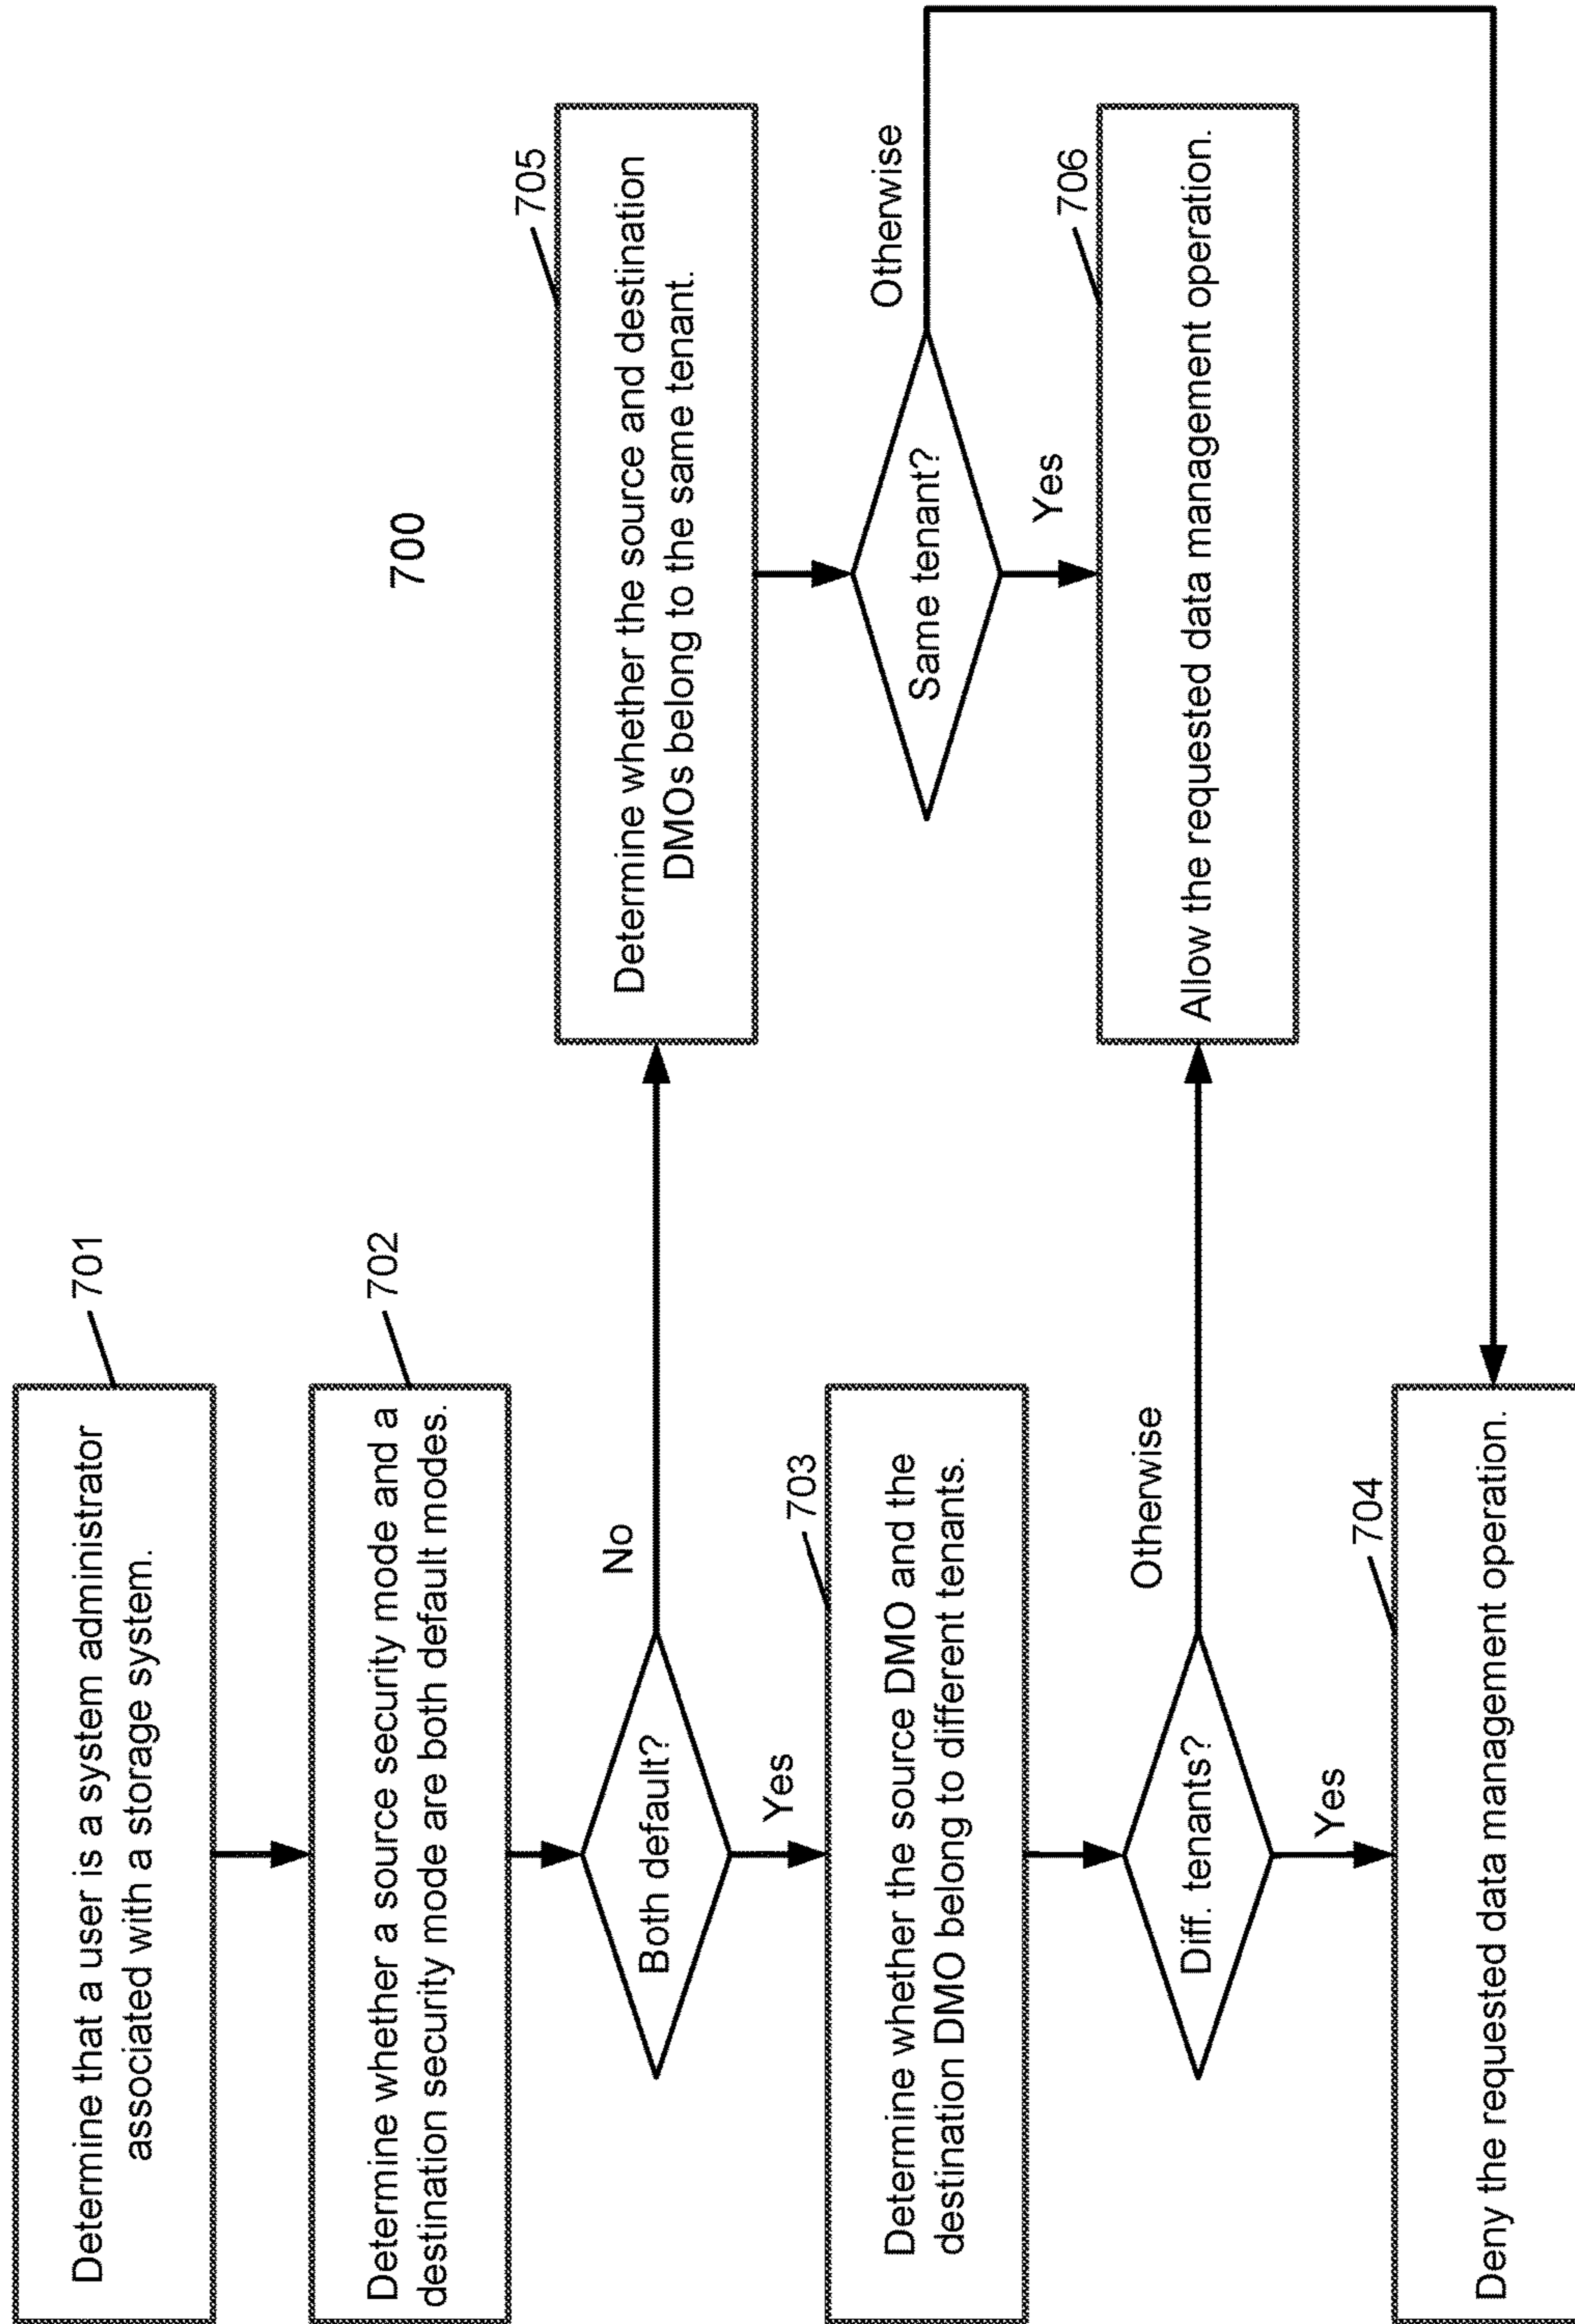 700
701
Determine that a user is a system administrator
associated with a storage system.
702
Determine whether a source security mode and a
destination security mode are both default modes.
Both default?
No
Yes
703
Determine whether the source DMO and the
destination DMO belong to different tenants.
Diff. tenants?
Otherwise
Yes
704
Deny the requested data management operation.
705
Determine whether the source and destination
DMOs belong to the same tenant.
Same tenant?
Otherwise
Yes
706
Allow the requested data management operation.